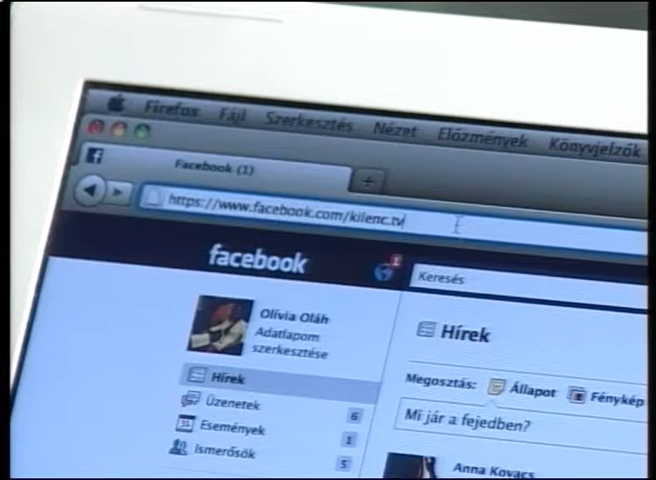 Firefox Fájl Szerkesztés Nézet Előzmények Könyvjelzők
Facebook (1)
https://www.facebook.com/kilenc.tv
facebook
1
Keresés
Olívia Oláh
Adatlapom
szerkesztése
Hírek
Hírek
Üzenetek 6
Események 1
Ismerősök 5
Megosztás: Állapot Fénykép
Mi jár a fejedben?
Anna Kovacs